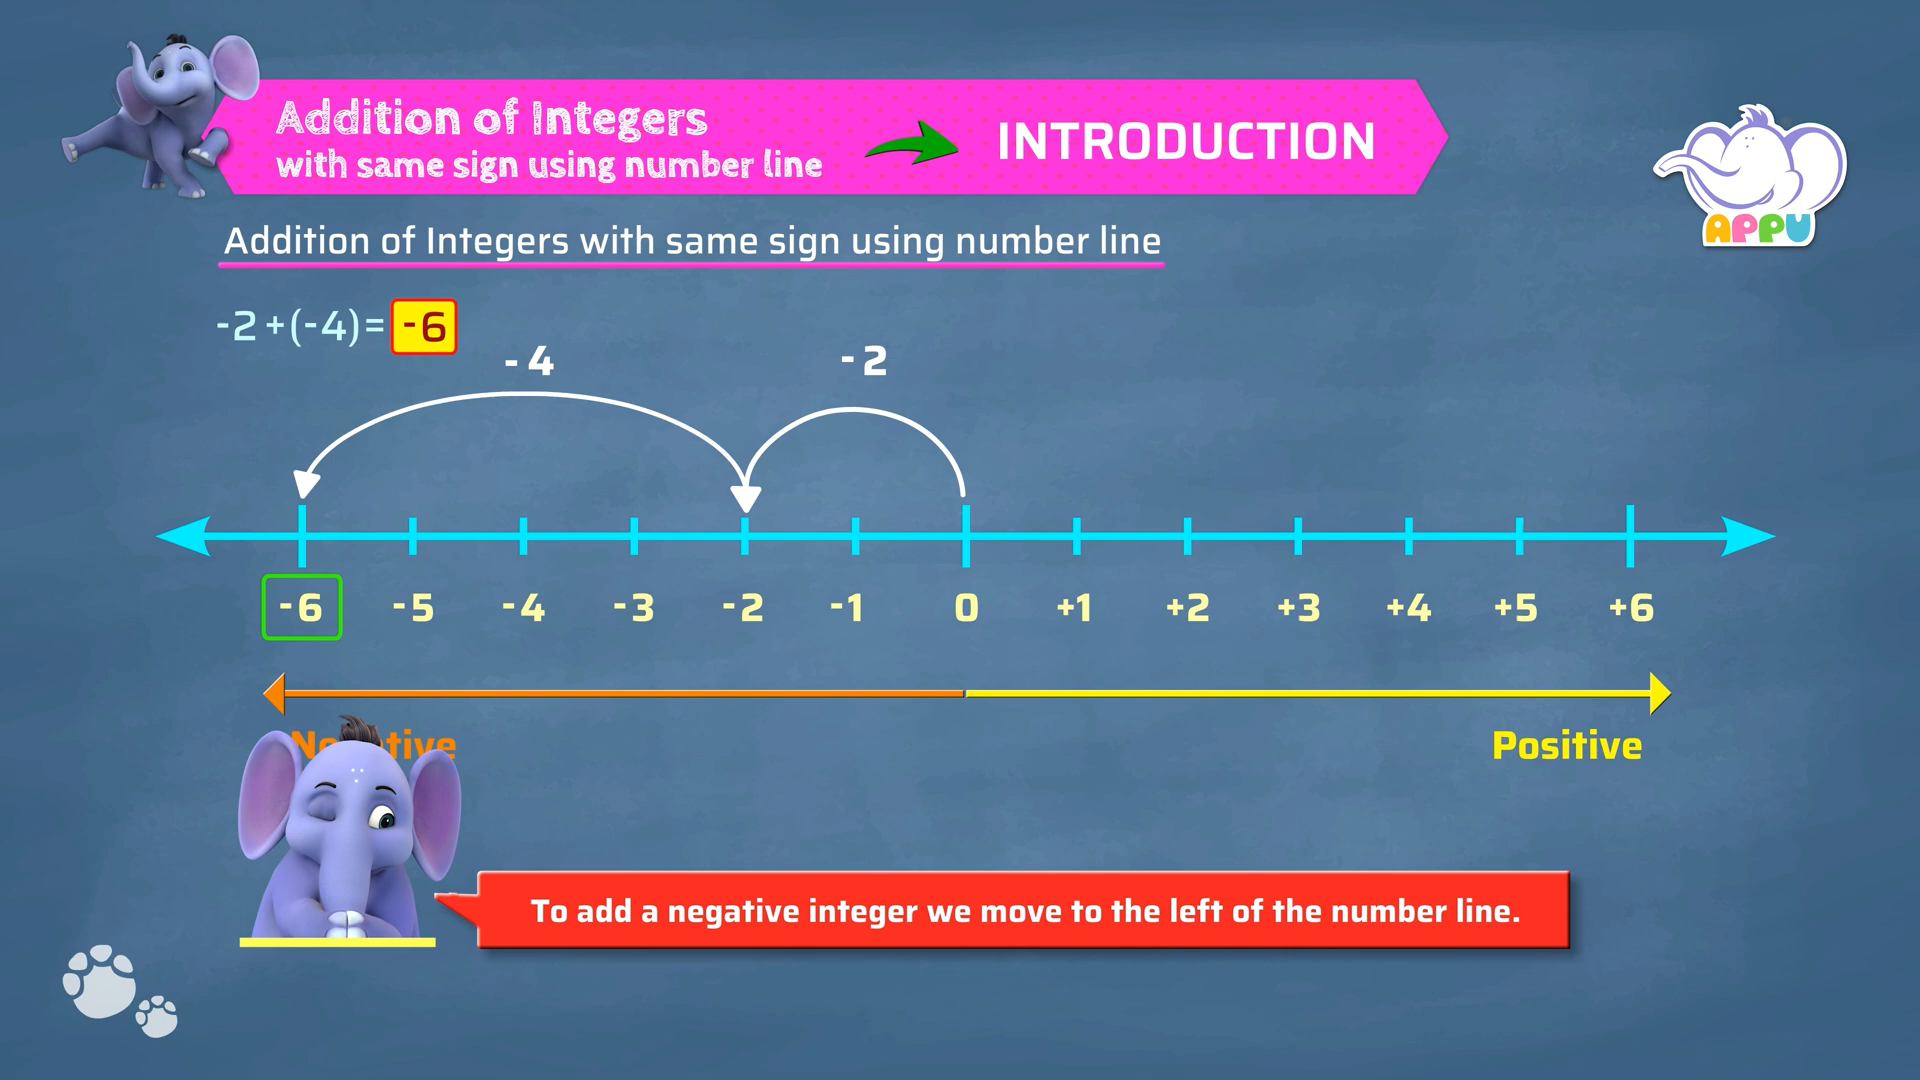 Addition of Integers
with same sign using number line
INTRODUCTION
APPU
Addition of Integers with same sign using number line
-2+(-4)= -6
-4 -2
-6 -5 -4 -3 -2 -1 0 +1 +2 +3 +4 +5 +6
Positive
To add a negative integer we move to the left of the number line.